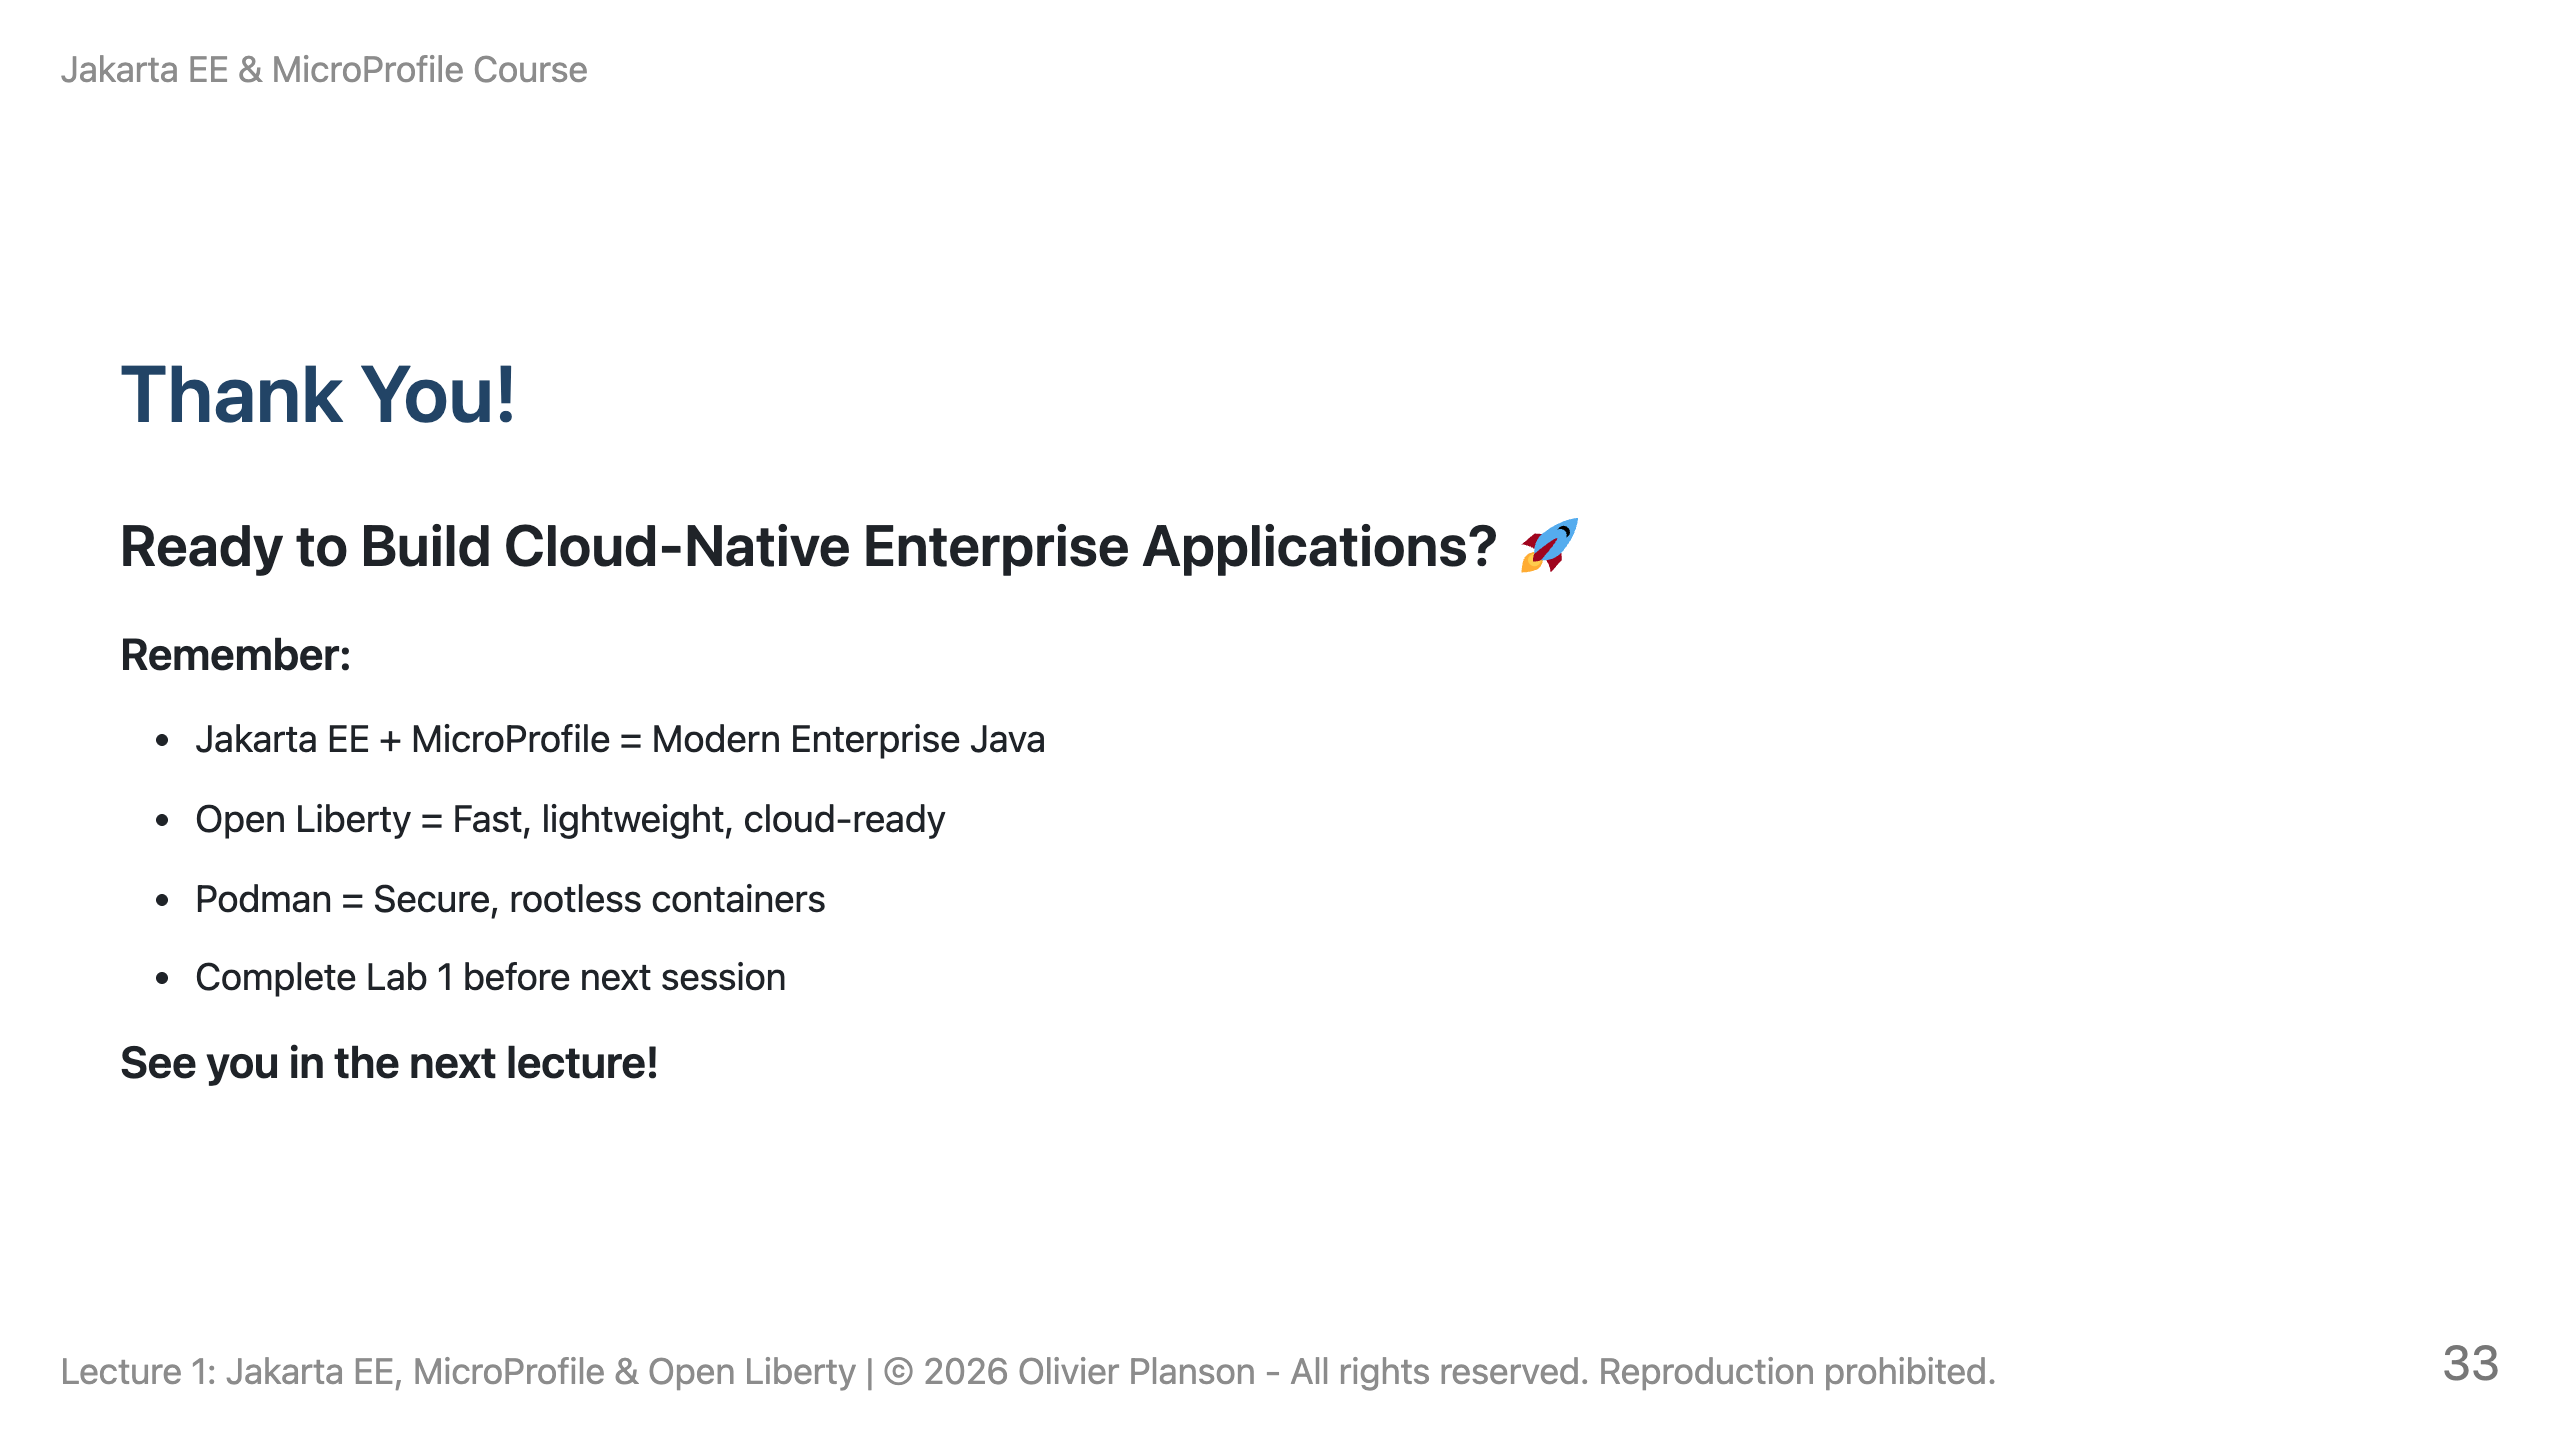 Jakarta EE & MicroProfile Course
Thank You!
Ready to Build Cloud-Native Enterprise Applications? 🚀
Remember:
• Jakarta EE + MicroProfile = Modern Enterprise Java
• Open Liberty = Fast, lightweight, cloud-ready
• Podman = Secure, rootless containers
• Complete Lab 1 before next session
See you in the next lecture!
Lecture 1: Jakarta EE, MicroProfile & Open Liberty | © 2026 Olivier Planson - All rights reserved. Reproduction prohibited.
33